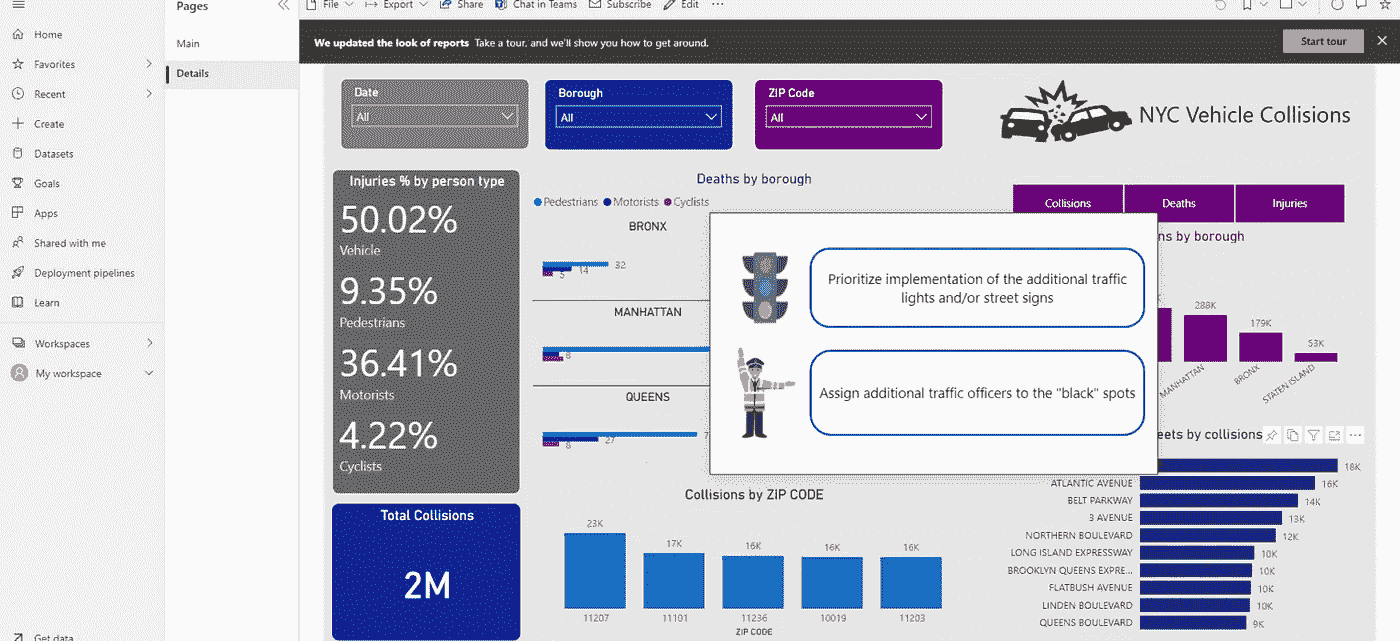 Pages
File
Export
Share
Chat in Teams
Subscribe
Edit
Home
Favorites
Recent
Create
Datasets
Goals
Apps
Shared with me
Deployment pipelines
Learn
Workspaces
My workspace
Get data
Main
Details
We updated the look of reports Take a tour, and we'll show you how to get around.
Start tour
Date
All
Borough
All
ZIP Code
All
NYC Vehicle Collisions
Injuries % by person type
50.02%
Vehicle
9.35%
Pedestrians
36.41%
Motorists
4.22%
Cyclists
Total Collisions
2M
Deaths by borough
Pedestrians Motorists Cyclists
BRONX
32
14
5
MANHATTAN
8
QUEENS
7
27
8
Prioritize implementation of the additional traffic
lights and/or street signs
Assign additional traffic officers to the "black" spots
Collisions
Deaths
Injuries
ns by borough
K
288K
179K
53K
MANHATTAN
BRONX
STATEN ISLAND
Collisions by ZIP CODE
23K
17K
16K
16K
16K
11207
11101
11236
10019
11203
ZIP CODE
eets by collisions
18K
ATLANTIC AVENUE 16K
BELT PARKWAY 14K
3 AVENUE 13K
NORTHERN BOULEVARD 12K
LONG ISLAND EXPRESSWAY 10K
BROOKLYN QUEENS EXPRE... 10K
FLATBUSH AVENUE 10K
LINDEN BOULEVARD 10K
QUEENS BOULEVARD 9K